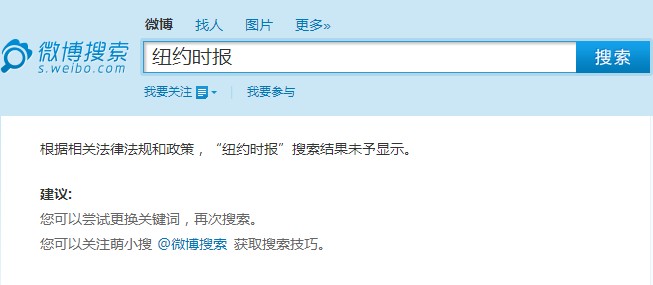 微博 找人 图片 更多»
微博搜索
s.weibo.com
纽约时报 搜索
我要关注 我要参与
根据相关法律法规和政策，“纽约时报”搜索结果未予显示。
建议:
您可以尝试更换关键词，再次搜索。
您可以关注萌小搜 @微博搜索 获取搜索技巧。